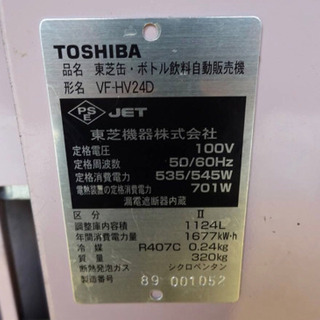 TOSHIBA
品名 東芝缶・ボトル飲料自動販売機
形名 VF-HV24D
PSE JET
東芝機器株式会社
定格電圧 100V
定格周波数 50/60Hz
定格消費電力 535/545W
電熱装置の定格消費電力 701W
漏電遮断器内蔵
区分 II
調整庫内容積 1124L
年間消費電力量 1677kW·h
冷媒 R407C 0.24kg
質量 320kg
断熱発泡ガス シクロペンタン
製造番号 89 001052